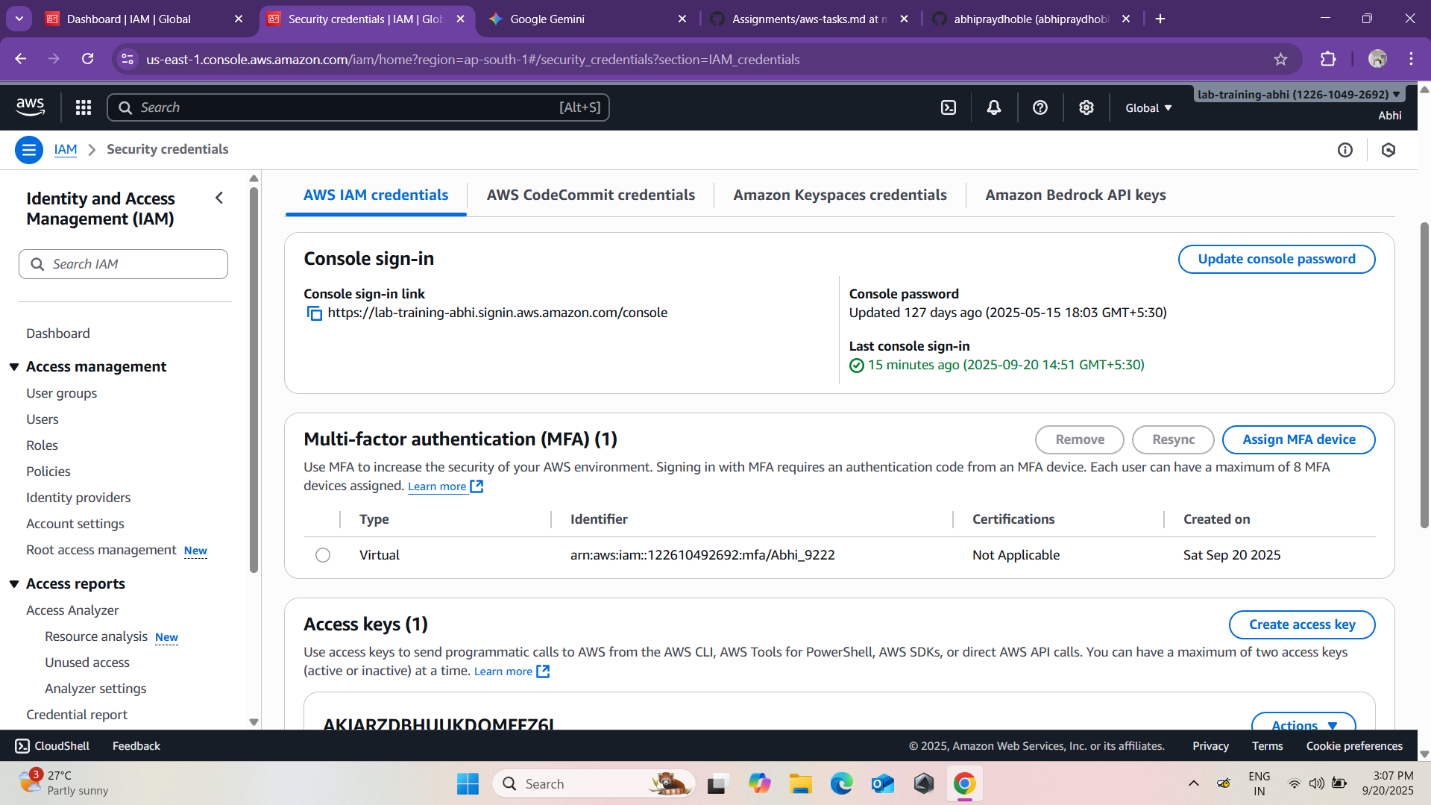 Dashboard | IAM | Global
Security credentials | IAM | Glob
Google Gemini
Assignments/aws-tasks.md at m
abhipraydhoble (abhipraydhobl
us-east-1.console.aws.amazon.com/iam/home?region=ap-south-1#/security_credentials?section=IAM_credentials
aws
Search
[Alt+S]
Global
lab-training-abhi (1226-1049-2692)
Abhi
IAM
Security credentials
Identity and Access
Management (IAM)
Search IAM
Dashboard
Access management
User groups
Users
Roles
Policies
Identity providers
Account settings
Root access management New
Access reports
Access Analyzer
Resource analysis New
Unused access
Analyzer settings
Credential report
AWS IAM credentials
AWS CodeCommit credentials
Amazon Keyspaces credentials
Amazon Bedrock API keys
Console sign-in
Update console password
Console sign-in link
https://lab-training-abhi.signin.aws.amazon.com/console
Console password
Updated 127 days ago (2025-05-15 18:03 GMT+5:30)
Last console sign-in
15 minutes ago (2025-09-20 14:51 GMT+5:30)
Multi-factor authentication (MFA) (1)
Remove
Resync
Assign MFA device
Use MFA to increase the security of your AWS environment. Signing in with MFA requires an authentication code from an MFA device. Each user can have a maximum of 8 MFA
devices assigned. Learn more
Type
Identifier
Certifications
Created on
Virtual
arn:aws:iam::122610492692:mfa/Abhi_9222
Not Applicable
Sat Sep 20 2025
Access keys (1)
Create access key
Use access keys to send programmatic calls to AWS from the AWS CLI, AWS Tools for PowerShell, AWS SDKs, or direct AWS API calls. You can have a maximum of two access keys
(active or inactive) at a time. Learn more
Actions
CloudShell
Feedback
© 2025, Amazon Web Services, Inc. or its affiliates.
Privacy
Terms
Cookie preferences
3
27°C
Partly sunny
Search
ENG
IN
3:07 PM
9/20/2025